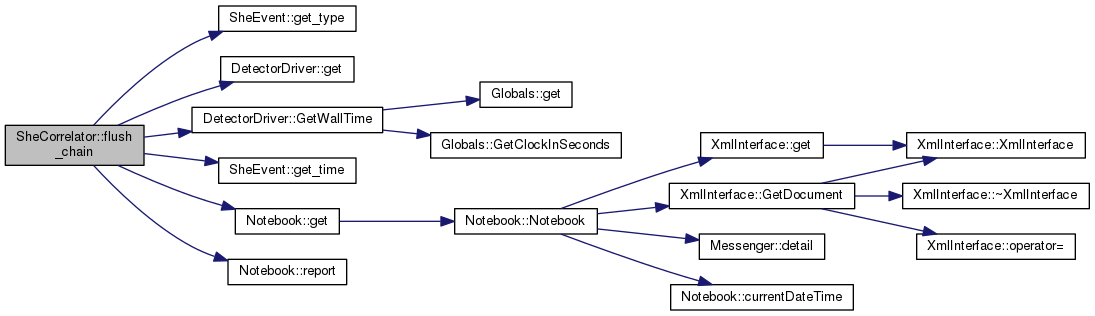 SheCorrelator::flush
_chain
SheEvent::get_type
DetectorDriver::get
DetectorDriver::GetWallTime
SheEvent::get_time
Notebook::get
Notebook::report
Globals::get
Globals::GetClockInSeconds
Notebook::Notebook
XmlInterface::get
XmlInterface::GetDocument
Messenger::detail
Notebook::currentDateTime
XmlInterface::XmlInterface
XmlInterface::~XmlInterface
XmlInterface::operator=